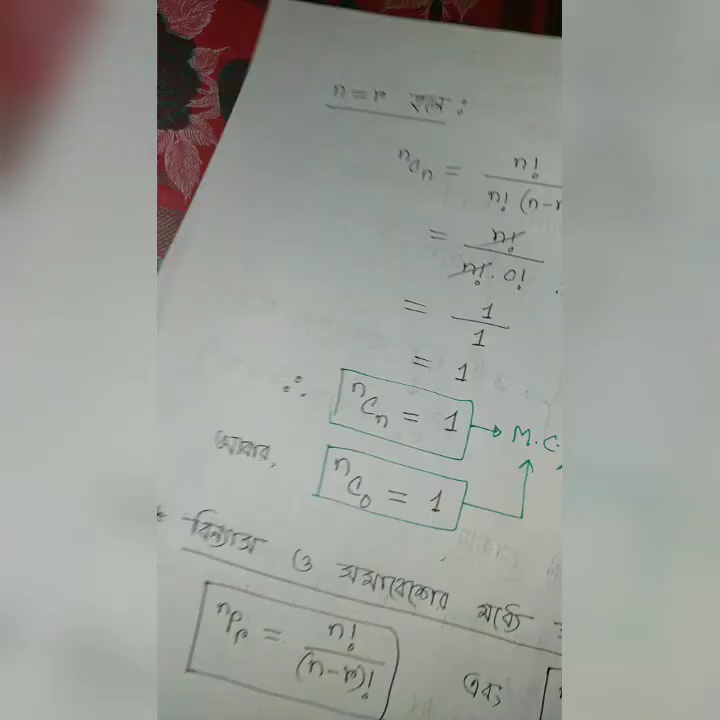 n=r হলে :
ⁿCₙ = n! / n! (n-
= n! / n! · 0!
= 1/1
= 1
∴ ⁿCₙ = 1 → M.C.
আবার, ⁿC₀ = 1
* বিন্যাস ও সমাবেশের মধ্যে
ⁿPᵣ = n! / (n-r)! এবং